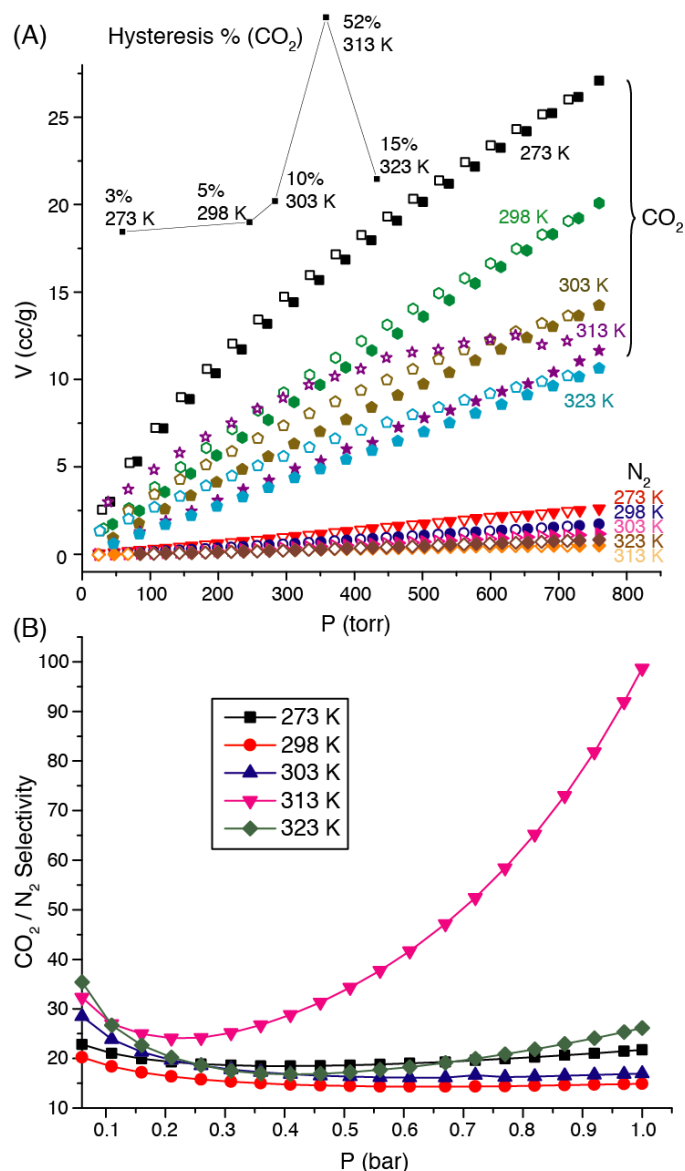 (A)
Hysteresis % (CO₂)
52%
313 K
15%
323 K
10%
303 K
5%
298 K
3%
273 K
273 K
298 K
CO₂
303 K
313 K
323 K
N₂
273 K
298 K
303 K
323 K
313 K
25
20
15
10
5
0
V (cc/g)
0 100 200 300 400 500 600 700 800
P (torr)
(B)
100
90
80
70
60
50
40
30
20
10
CO₂ / N₂ Selectivity
273 K
298 K
303 K
313 K
323 K
0.1 0.2 0.3 0.4 0.5 0.6 0.7 0.8 0.9 1.0
P (bar)